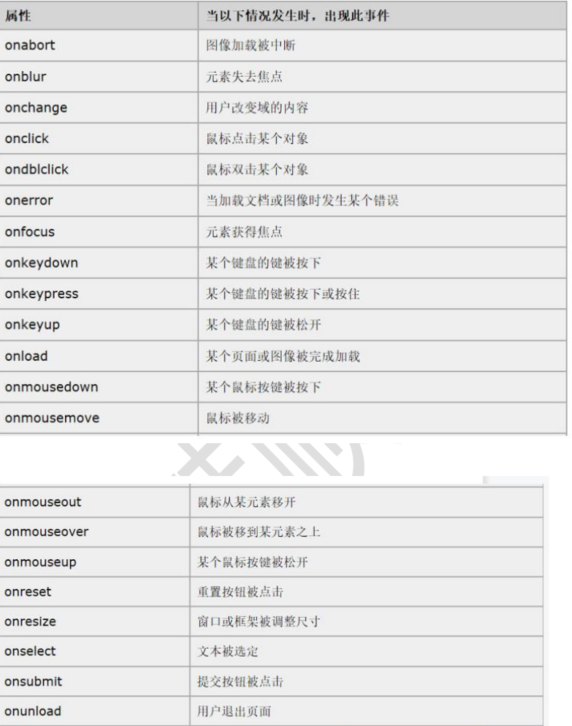 属性 当以下情况发生时，出现此事件
onabort 图像加载被中断
onblur 元素失去焦点
onchange 用户改变域的内容
onclick 鼠标点击某个对象
ondblclick 鼠标双击某个对象
onerror 当加载文档或图像时发生某个错误
onfocus 元素获得焦点
onkeydown 某个键盘的键被按下
onkeypress 某个键盘的键被按下或按住
onkeyup 某个键盘的键被松开
onload 某个页面或图像被完成加载
onmousedown 某个鼠标按键被按下
onmousemove 鼠标被移动
onmouseout 鼠标从某元素移开
onmouseover 鼠标被移到某元素之上
onmouseup 某个鼠标按键被松开
onreset 重置按钮被点击
onresize 窗口或框架被调整尺寸
onselect 文本被选定
onsubmit 提交按钮被点击
onunload 用户退出页面